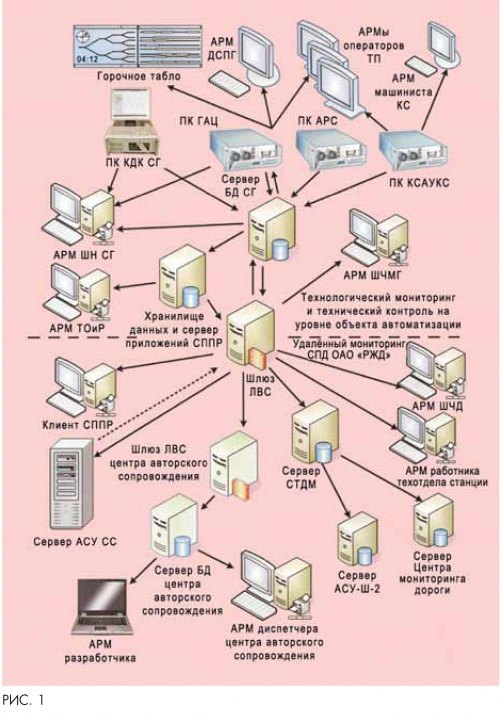 04:12
Горочное табло
АРМ
ДСПГ
АРМы
операторов
ТП
АРМ
машиниста
КС
ПК КДК СГ
ПК ГАЦ
ПК АРС
ПК КСАУКС
Сервер
БД СГ
АРМ ШН СГ
АРМ ШЧМГ
АРМ ТОиР
Хранилище
данных и сервер
приложений СППР
Технологический мониторинг
и технический контроль на
уровне объекта автоматизации
Удалённый мониторинг
СПД ОАО «РЖД»
Шлюз
ЛВС
Клиент СППР
АРМ ШЧД
Шлюз ЛВС
центра авторского
сопровождения
Сервер
СТДМ
АРМ работника
техотдела станции
Сервер АСУ СС
Сервер БД
центра
авторского
сопровождения
Сервер
АСУ-Ш-2
Сервер
Центра
мониторинга
дороги
АРМ
разработчика
АРМ диспетчера
центра авторского
сопровождения
РИС. 1